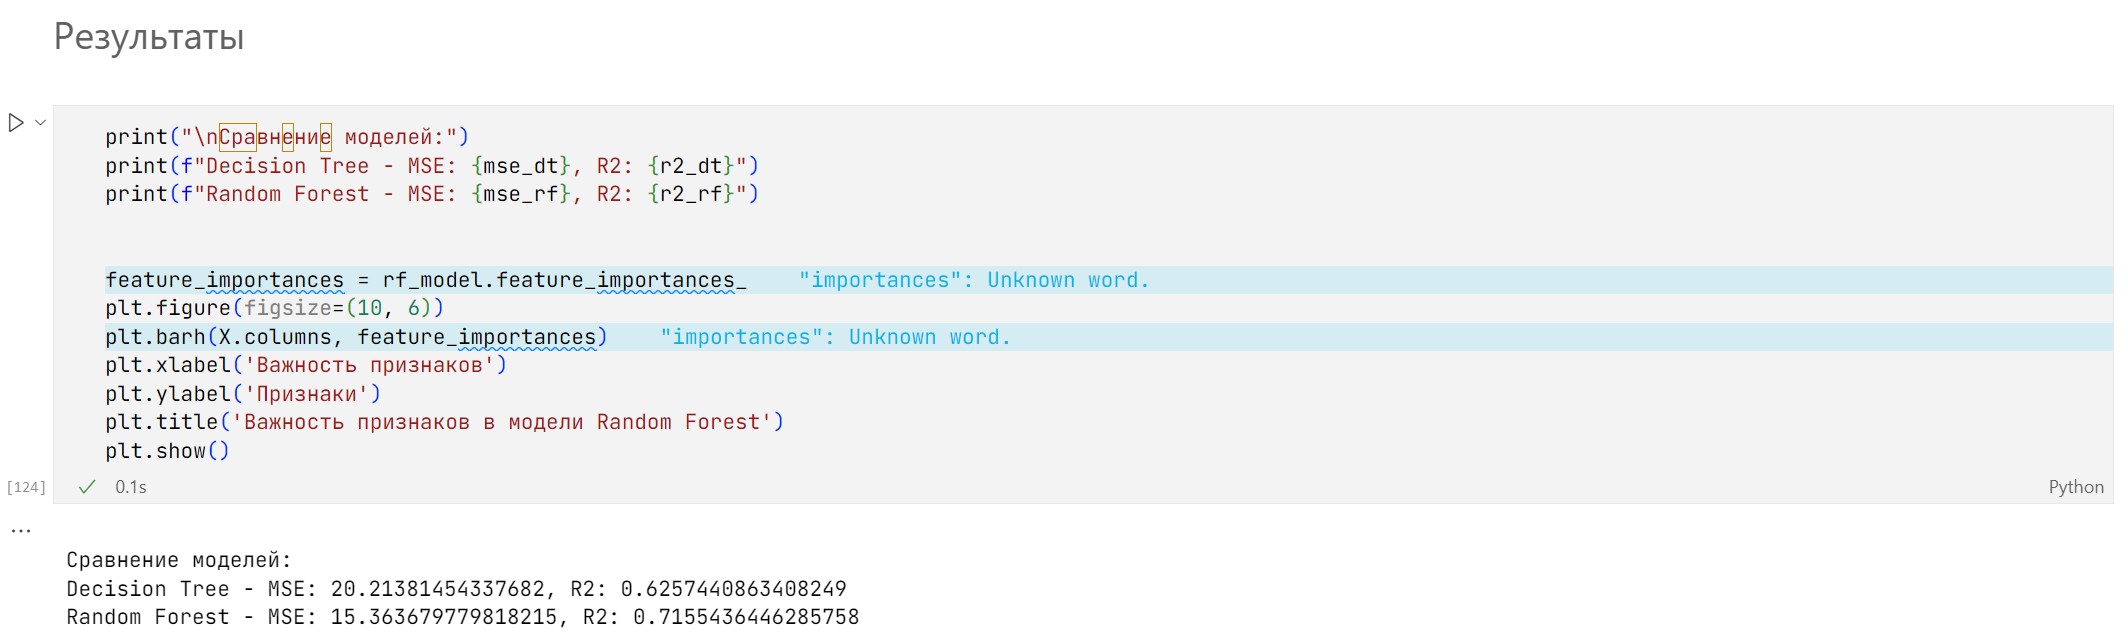 Результаты
print("\nСравнение моделей:")
print(f"Decision Tree - MSE: {mse_dt}, R2: {r2_dt}")
print(f"Random Forest - MSE: {mse_rf}, R2: {r2_rf}")
feature_importances = rf_model.feature_importances_ "importances": Unknown word.
plt.figure(figsize=(10, 6))
plt.barh(X.columns, feature_importances) "importances": Unknown word.
plt.xlabel('Важность признаков')
plt.ylabel('Признаки')
plt.title('Важность признаков в модели Random Forest')
plt.show()
[124] 0.1s Python
...
Сравнение моделей:
Decision Tree - MSE: 20.21381454337682, R2: 0.6257440863408249
Random Forest - MSE: 15.363679779818215, R2: 0.7155436446285758